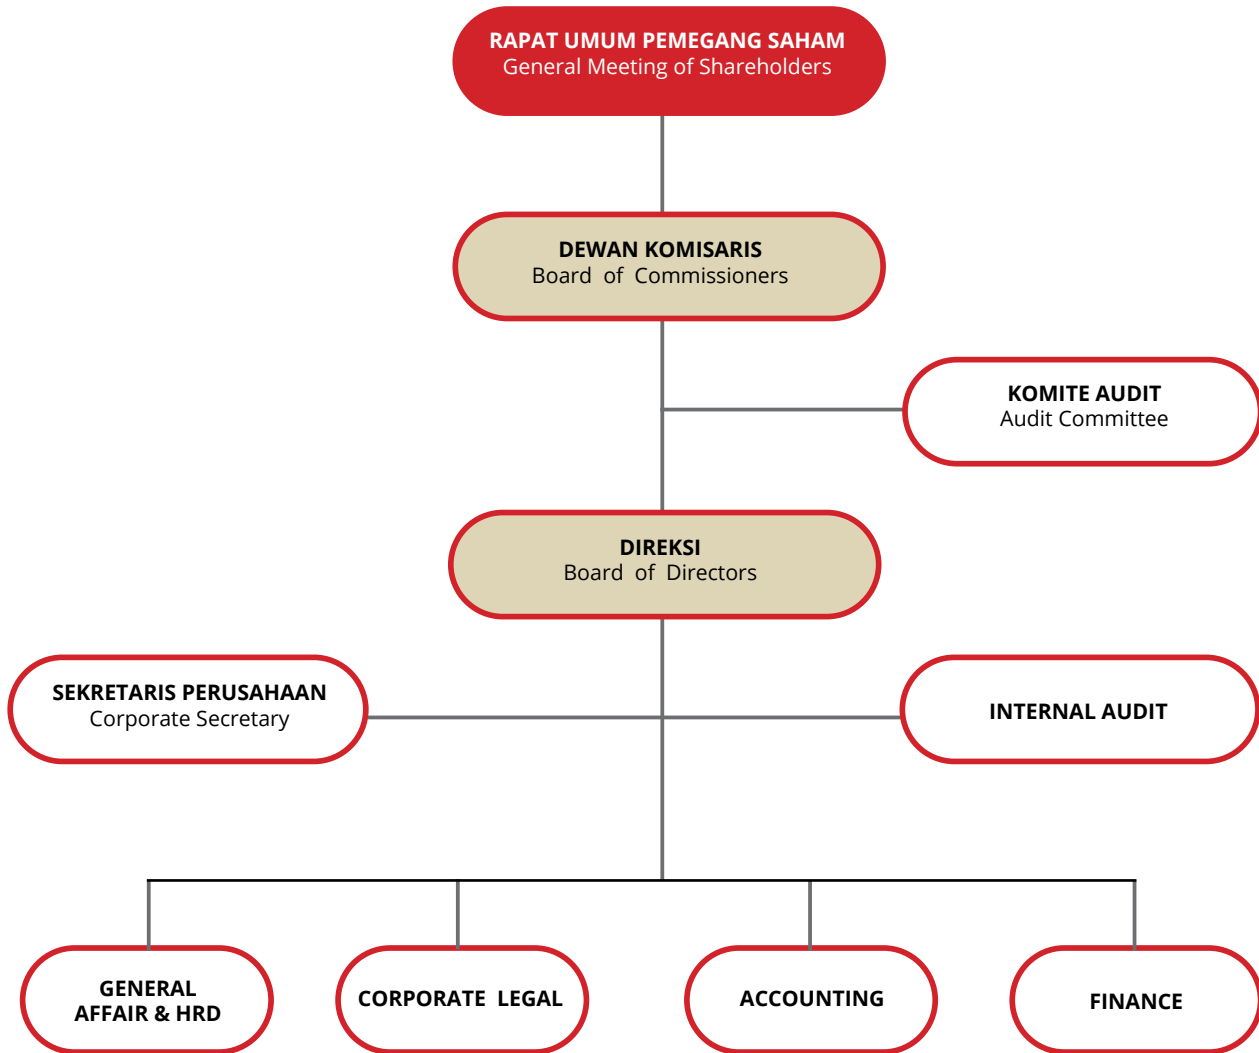 RAPAT UMUM PEMEGANG SAHAM
General Meeting of Shareholders
DEWAN KOMISARIS
Board of Commissioners
KOMITE AUDIT
Audit Committee
DIREKSI
Board of Directors
SEKRETARIS PERUSAHAAN
Corporate Secretary
INTERNAL AUDIT
GENERAL
AFFAIR & HRD
CORPORATE LEGAL
ACCOUNTING
FINANCE